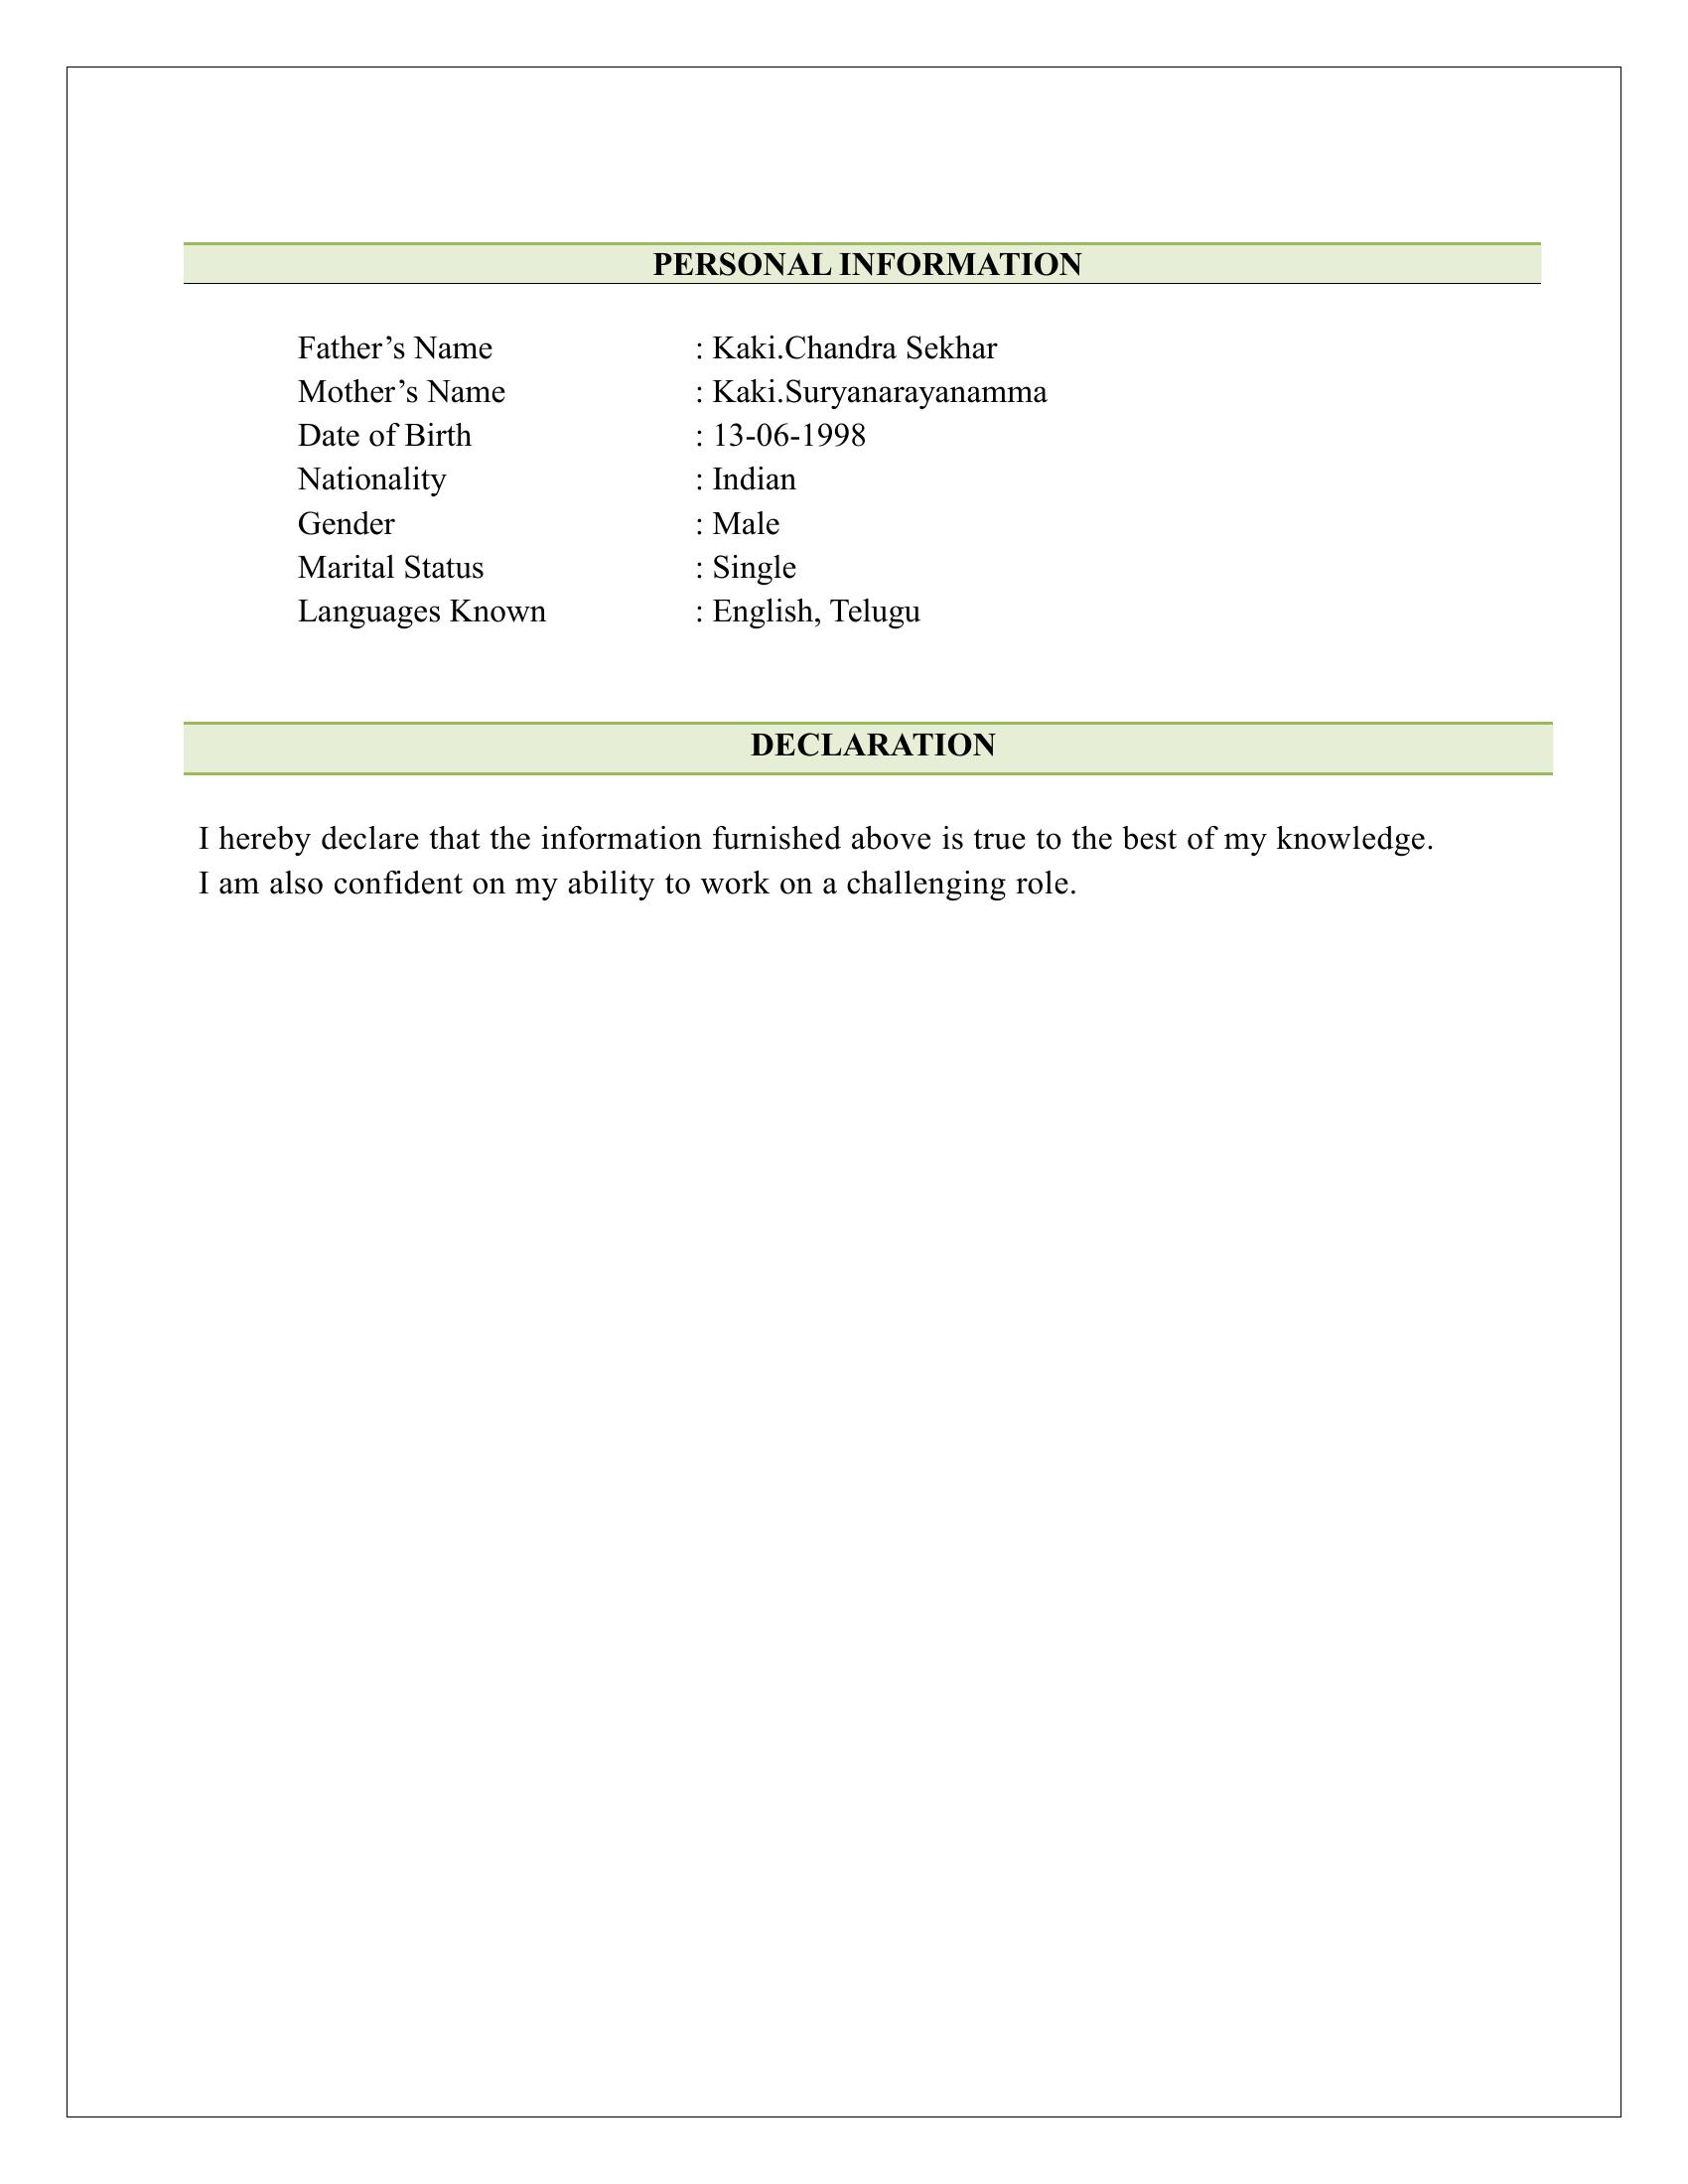 PERSONAL INFORMATION
Father’s Name : Kaki.Chandra Sekhar
Mother’s Name : Kaki.Suryanarayanamma
Date of Birth : 13-06-1998
Nationality : Indian
Gender : Male
Marital Status : Single
Languages Known : English, Telugu
DECLARATION
I hereby declare that the information furnished above is true to the best of my knowledge.
I am also confident on my ability to work on a challenging role.